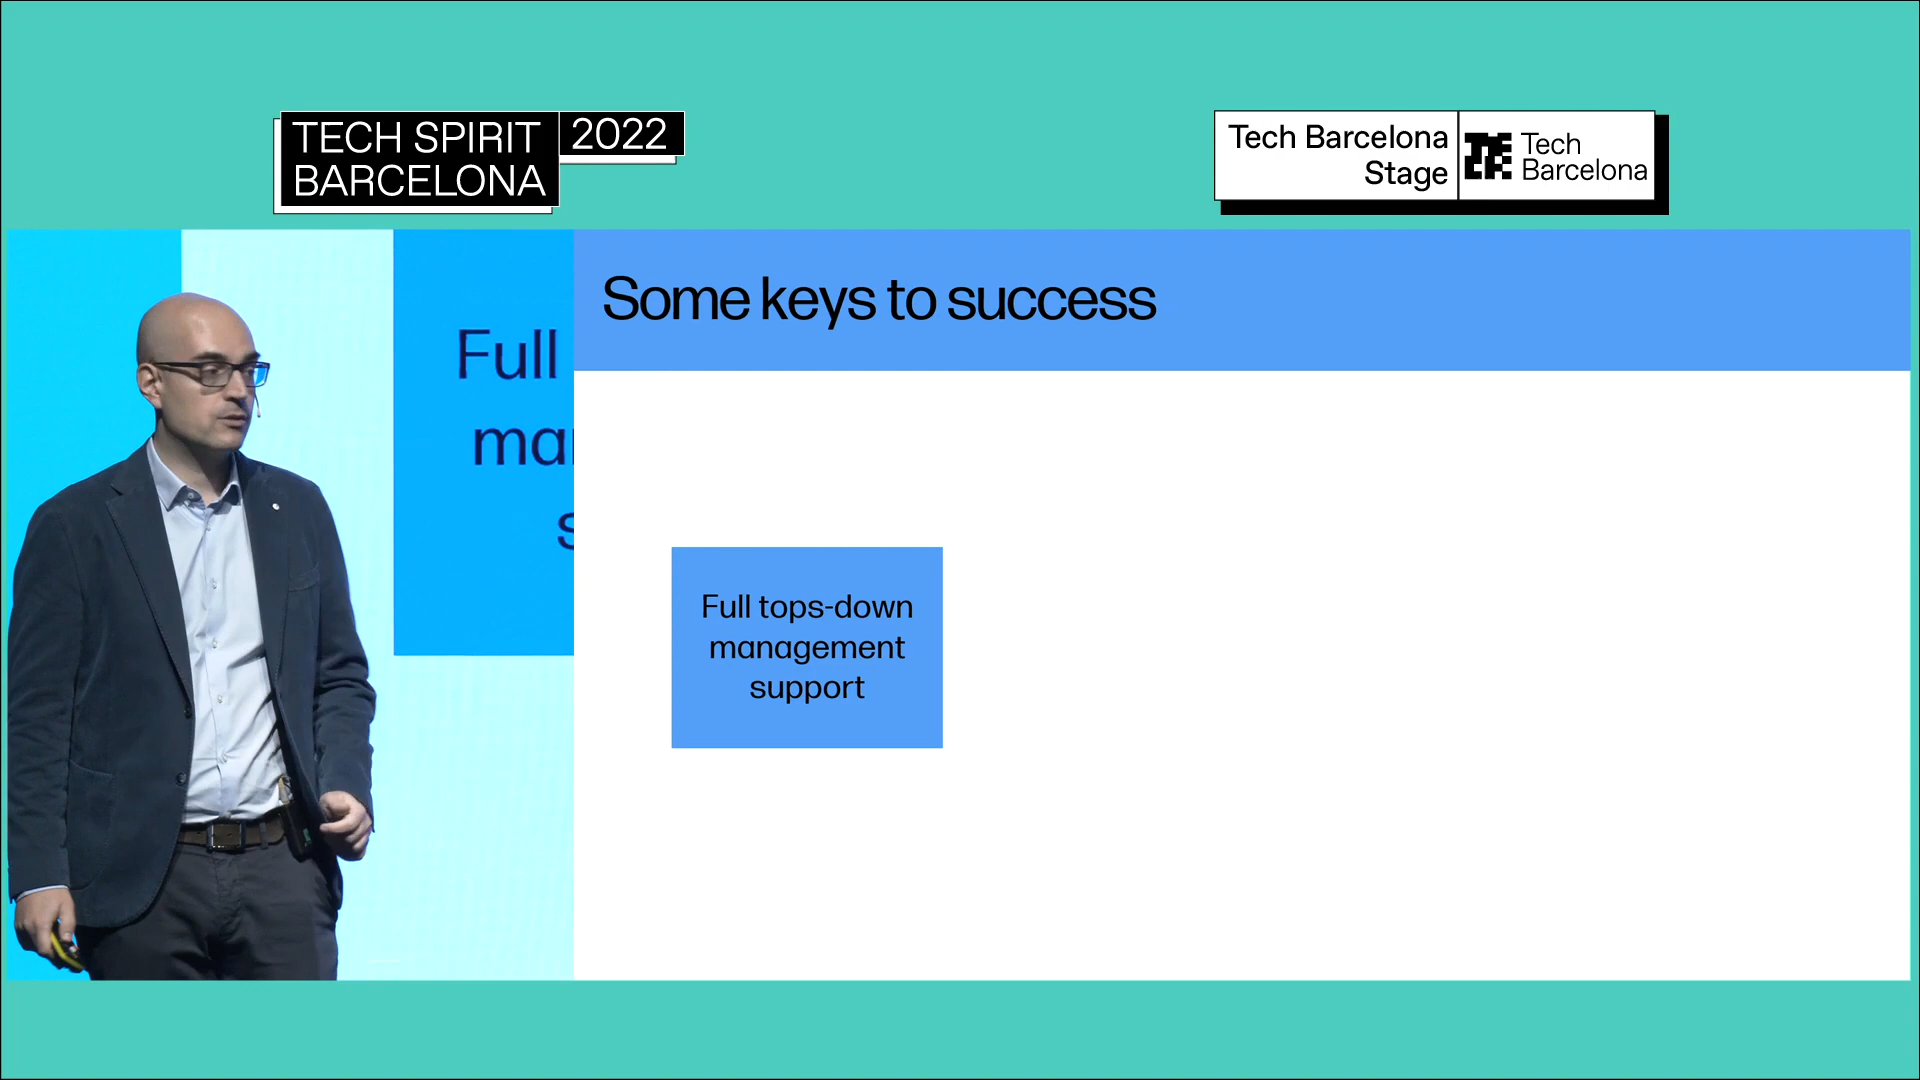 TECH SPIRIT
BARCELONA
2022
Tech Barcelona
Stage
Tech
Barcelona
Some keys to success
Full
Full tops-down
management
support